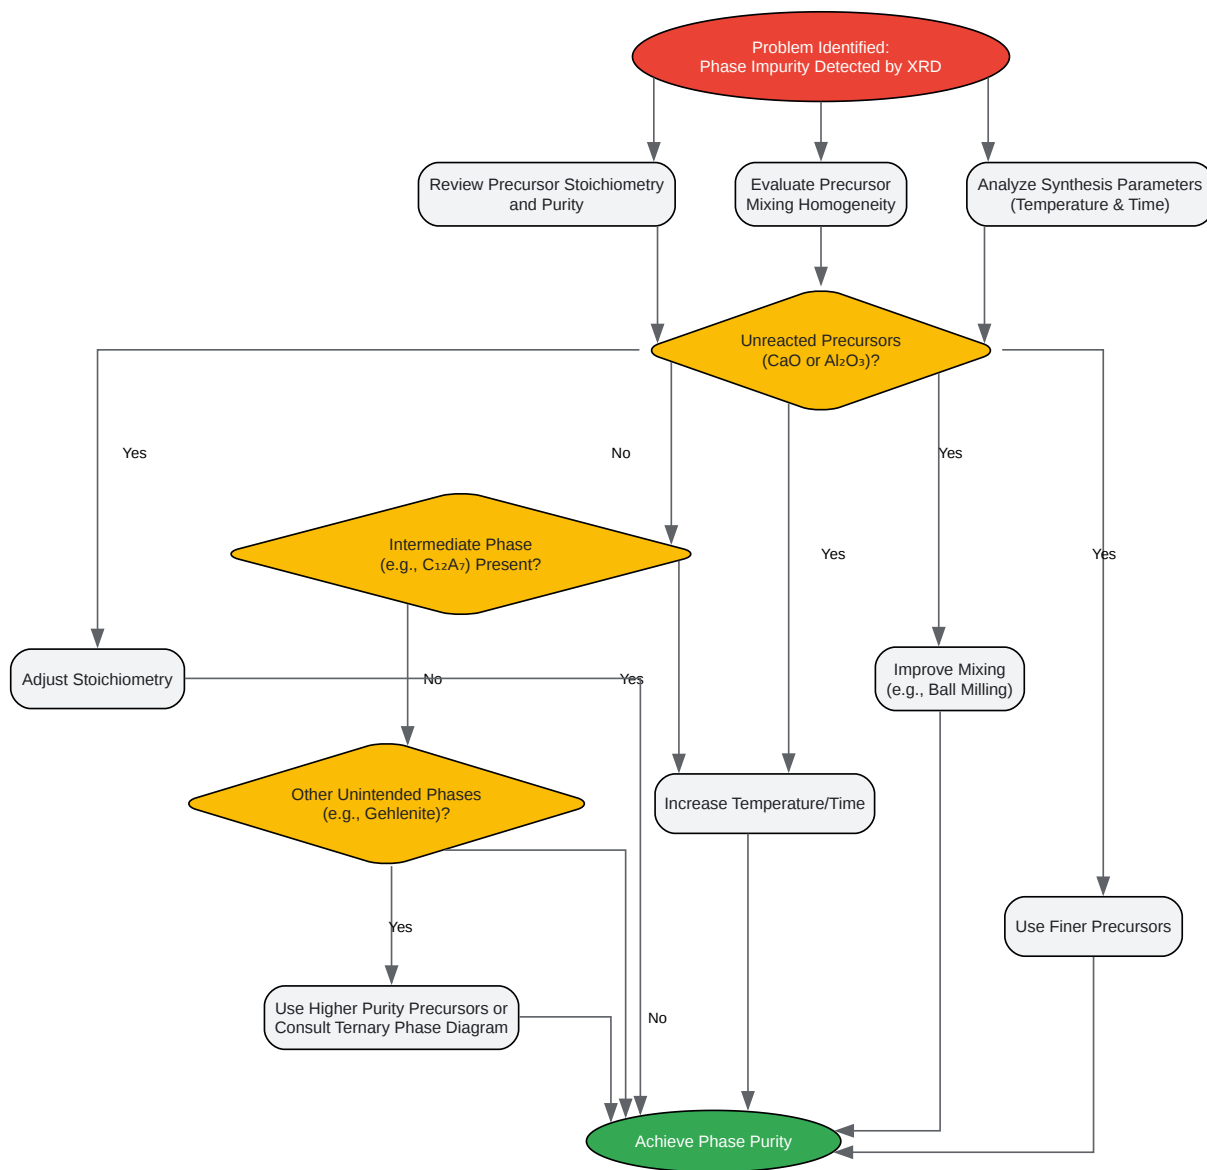 Problem Identified:
Phase Impurity Detected by XRD
Review Precursor Stoichiometry
and Purity
Evaluate Precursor
Mixing Homogeneity
Analyze Synthesis Parameters
(Temperature & Time)
Unreacted Precursors
(CaO or Al₂O₃)?
Yes
No
Yes
Intermediate Phase
(e.g., C₁₂A₇) Present?
Yes
Yes
Adjust Stoichiometry
No
Yes
Improve Mixing
(e.g., Ball Milling)
Other Unintended Phases
(e.g., Gehlenite)?
Increase Temperature/Time
Yes
Use Finer Precursors
Use Higher Purity Precursors or
Consult Ternary Phase Diagram
No
Achieve Phase Purity